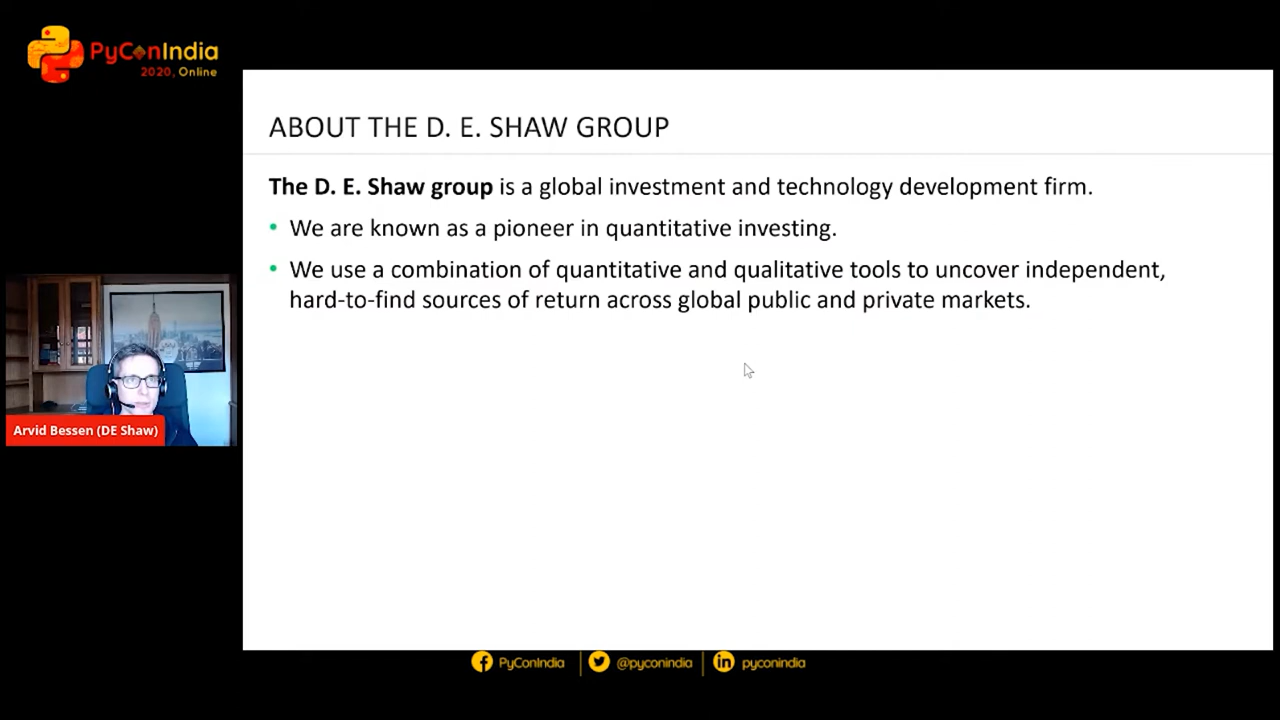 PyConIndia
2020, Online
ABOUT THE D. E. SHAW GROUP
The D. E. Shaw group is a global investment and technology development firm.
• We are known as a pioneer in quantitative investing.
• We use a combination of quantitative and qualitative tools to uncover independent,
hard-to-find sources of return across global public and private markets.
Arvid Bessen (DE Shaw)
PyConIndia
@pyconindia
pyconindia